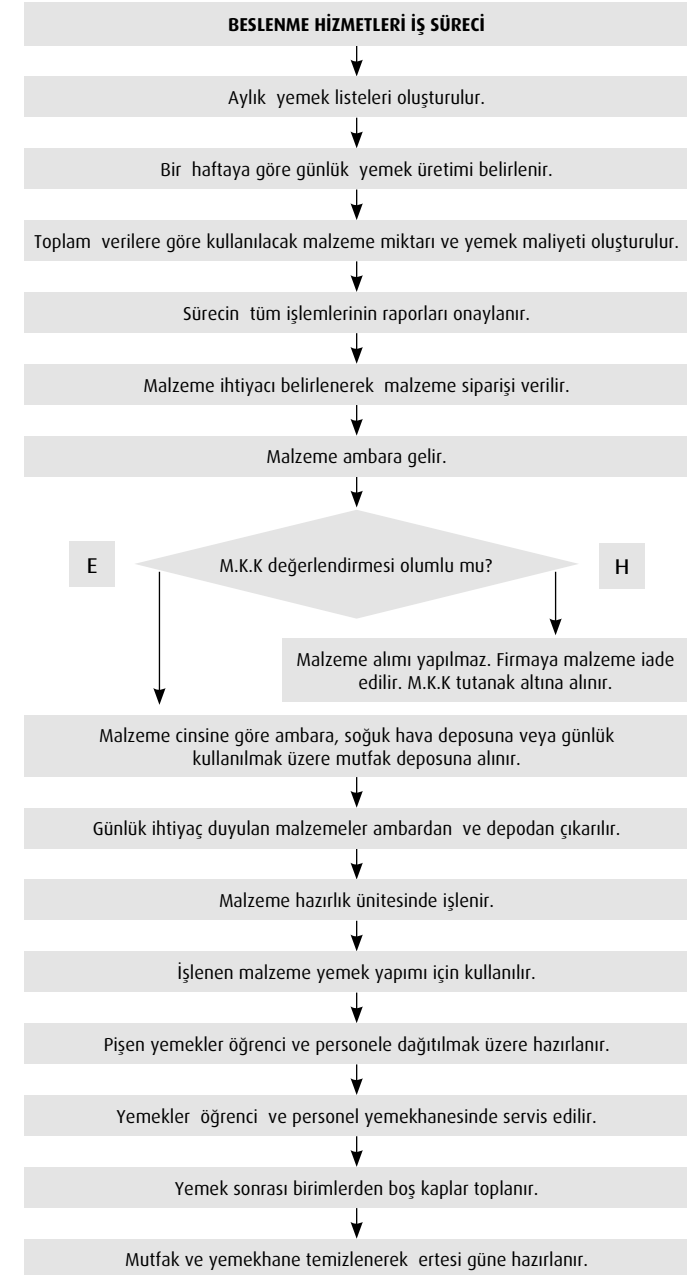 BESLENME HİZMETLERİ İŞ SÜRECİ
Aylık yemek listeleri oluşturulur.
Bir haftaya göre günlük yemek üretimi belirlenir.
Toplam verilere göre kullanılacak malzeme miktarı ve yemek maliyeti oluşturulur.
Sürecin tüm işlemlerinin raporları onaylanır.
Malzeme ihtiyacı belirlenerek malzeme siparişi verilir.
Malzeme ambara gelir.
E
M.K.K değerlendirmesi olumlu mu?
H
Malzeme alımı yapılmaz. Firmaya malzeme iade
edilir. M.K.K tutanak altına alınır.
Malzeme cinsine göre ambara, soğuk hava deposuna veya günlük
kullanılmak üzere mutfak deposuna alınır.
Günlük ihtiyaç duyulan malzemeler ambardan ve depodan çıkarılır.
Malzeme hazırlık ünitesinde işlenir.
İşlenen malzeme yemek yapımı için kullanılır.
Pişen yemekler öğrenci ve personele dağıtılmak üzere hazırlanır.
Yemekler öğrenci ve personel yemekhanesinde servis edilir.
Yemek sonrası birimlerden boş kaplar toplanır.
Mutfak ve yemekhane temizlenerek ertesi güne hazırlanır.